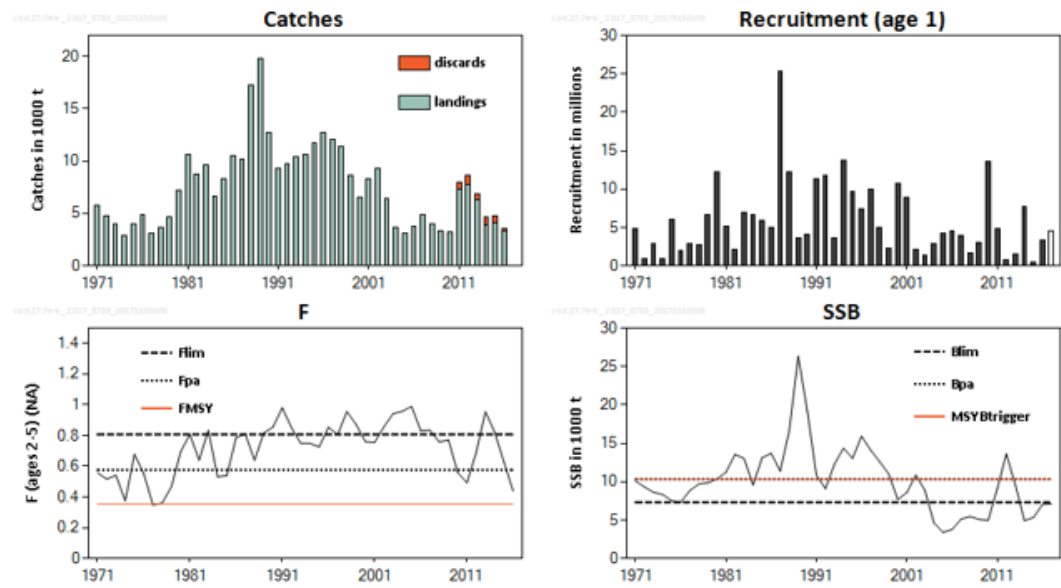 Catches
Catches in 1000 t
20
15
10
5
0
discards
landings
1971
1981
1991
2001
2011
Recruitment (age 1)
Recruitment in millions
30
25
20
15
10
5
0
1971
1981
1991
2001
2011
F
F (ages 2-5) (NA)
1.4
1.2
1
0.8
0.6
0.4
0.2
0
Flim
Fpa
FMSY
1971
1981
1991
2001
2011
SSB
SSB in 1000 t
30
25
20
15
10
5
0
Blim
Bpa
MSYBtrigger
1971
1981
1991
2001
2011